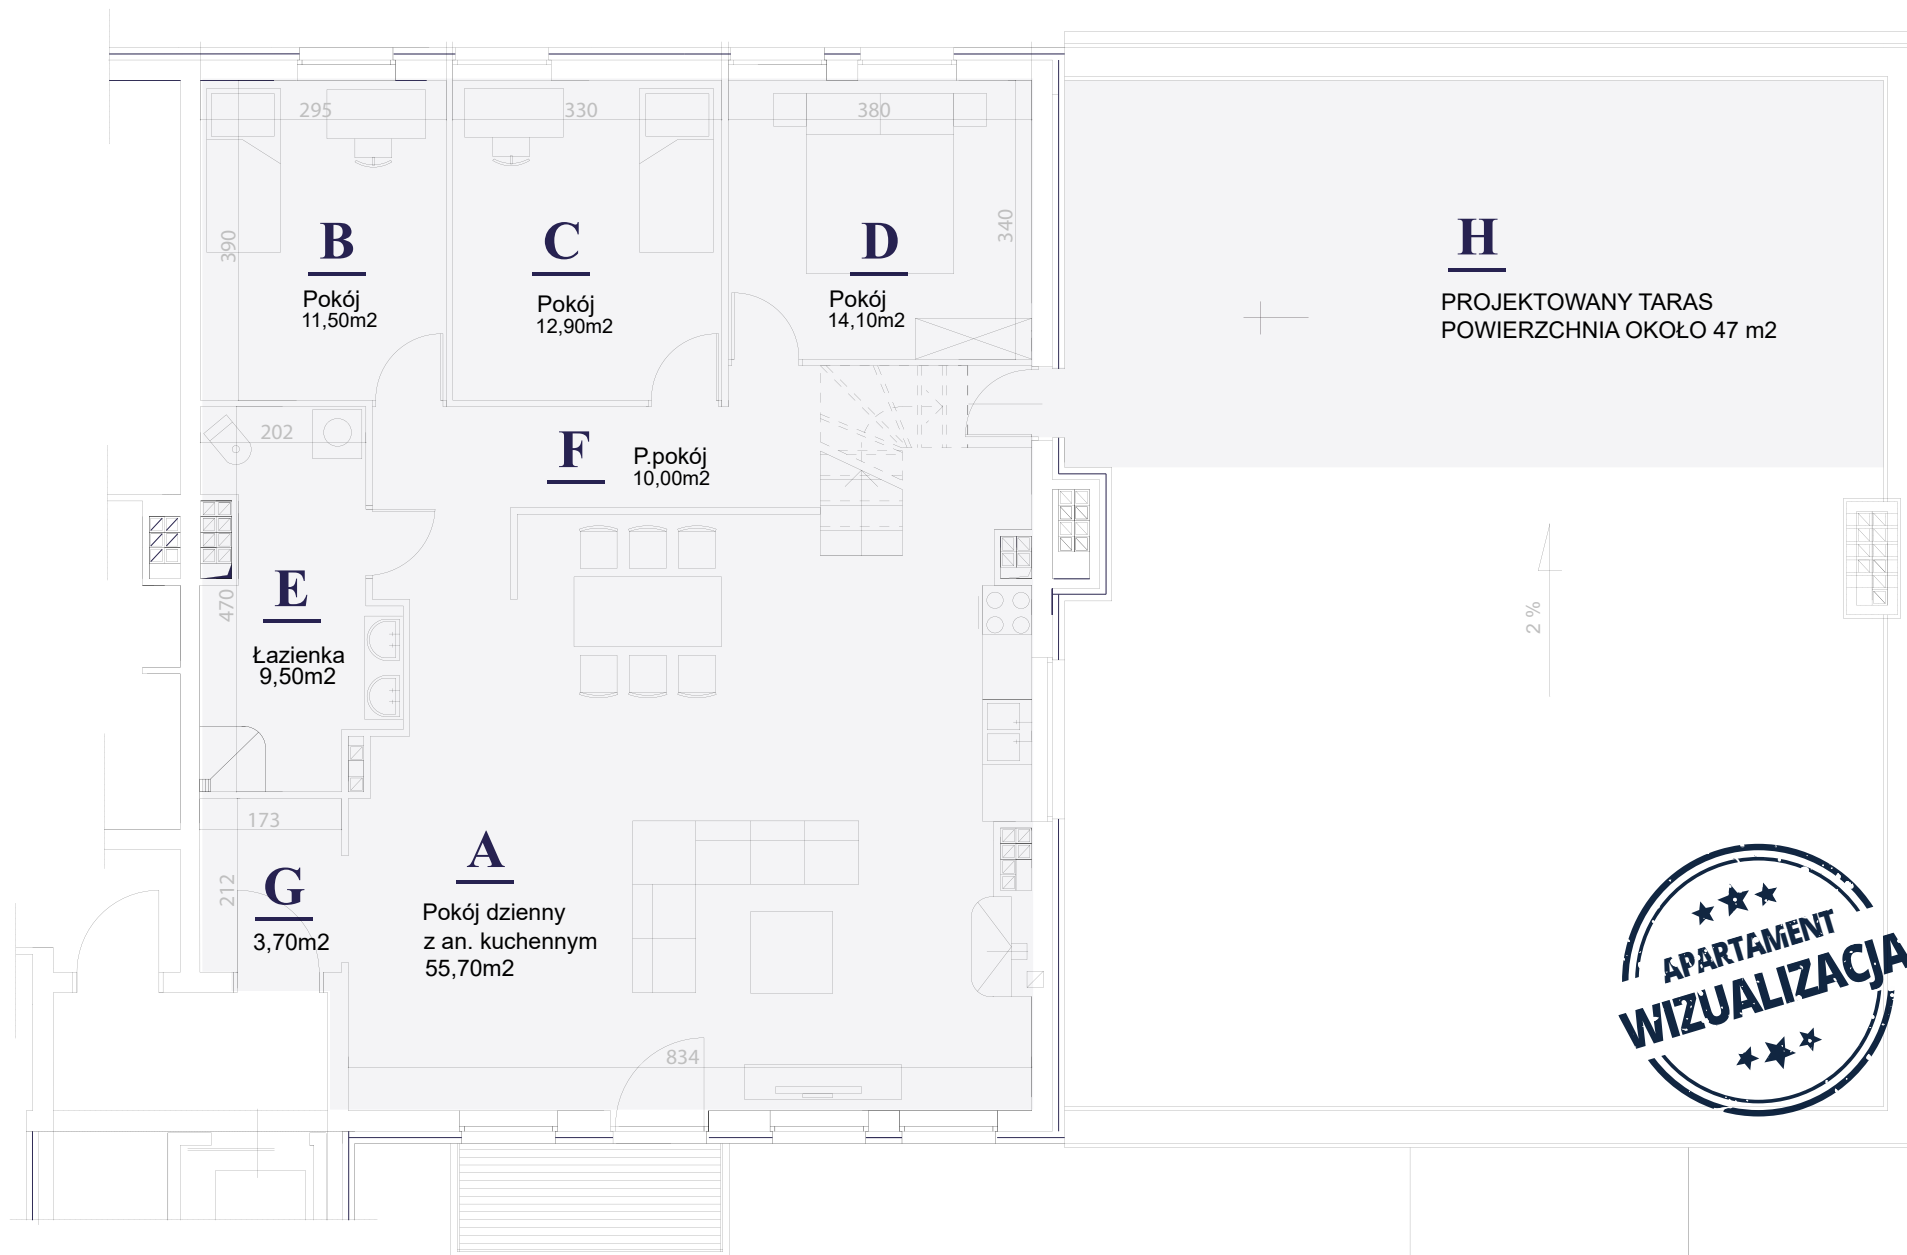 295
330
380
390
340
B
Pokój
11,50m2
C
Pokój
12,90m2
D
Pokój
14,10m2
H
PROJEKTOWANY TARAS
POWIERZCHNIA OKOŁO 47 m2
202
F
P.pokój
10,00m2
470
E
Łazienka
9,50m2
2 %
173
212
G
3,70m2
A
Pokój dzienny
z an. kuchennym
55,70m2
834
APARTAMENT
WIZUALIZACJA